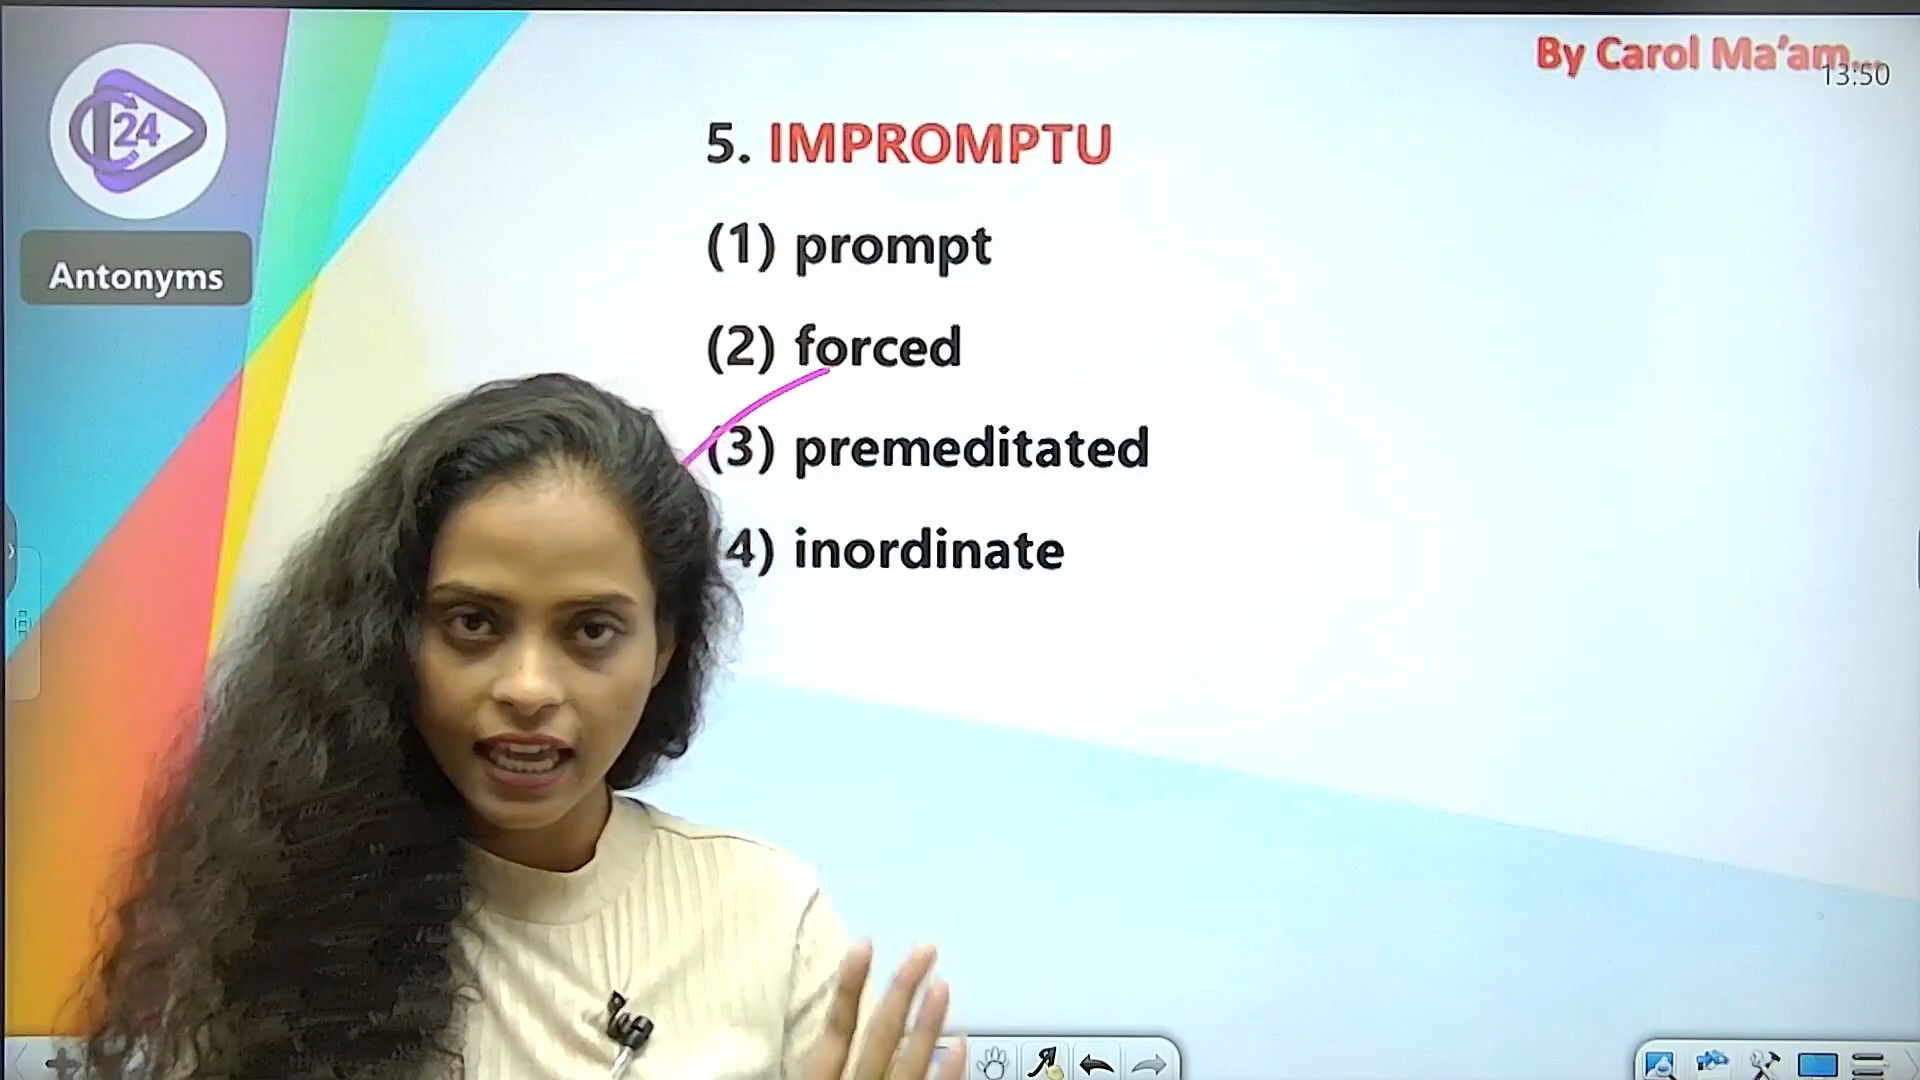 By Carol Ma'am...
13:50
24
Antonyms
5. IMPROMPTU
(1) prompt
(2) forced
(3) premeditated
(4) inordinate